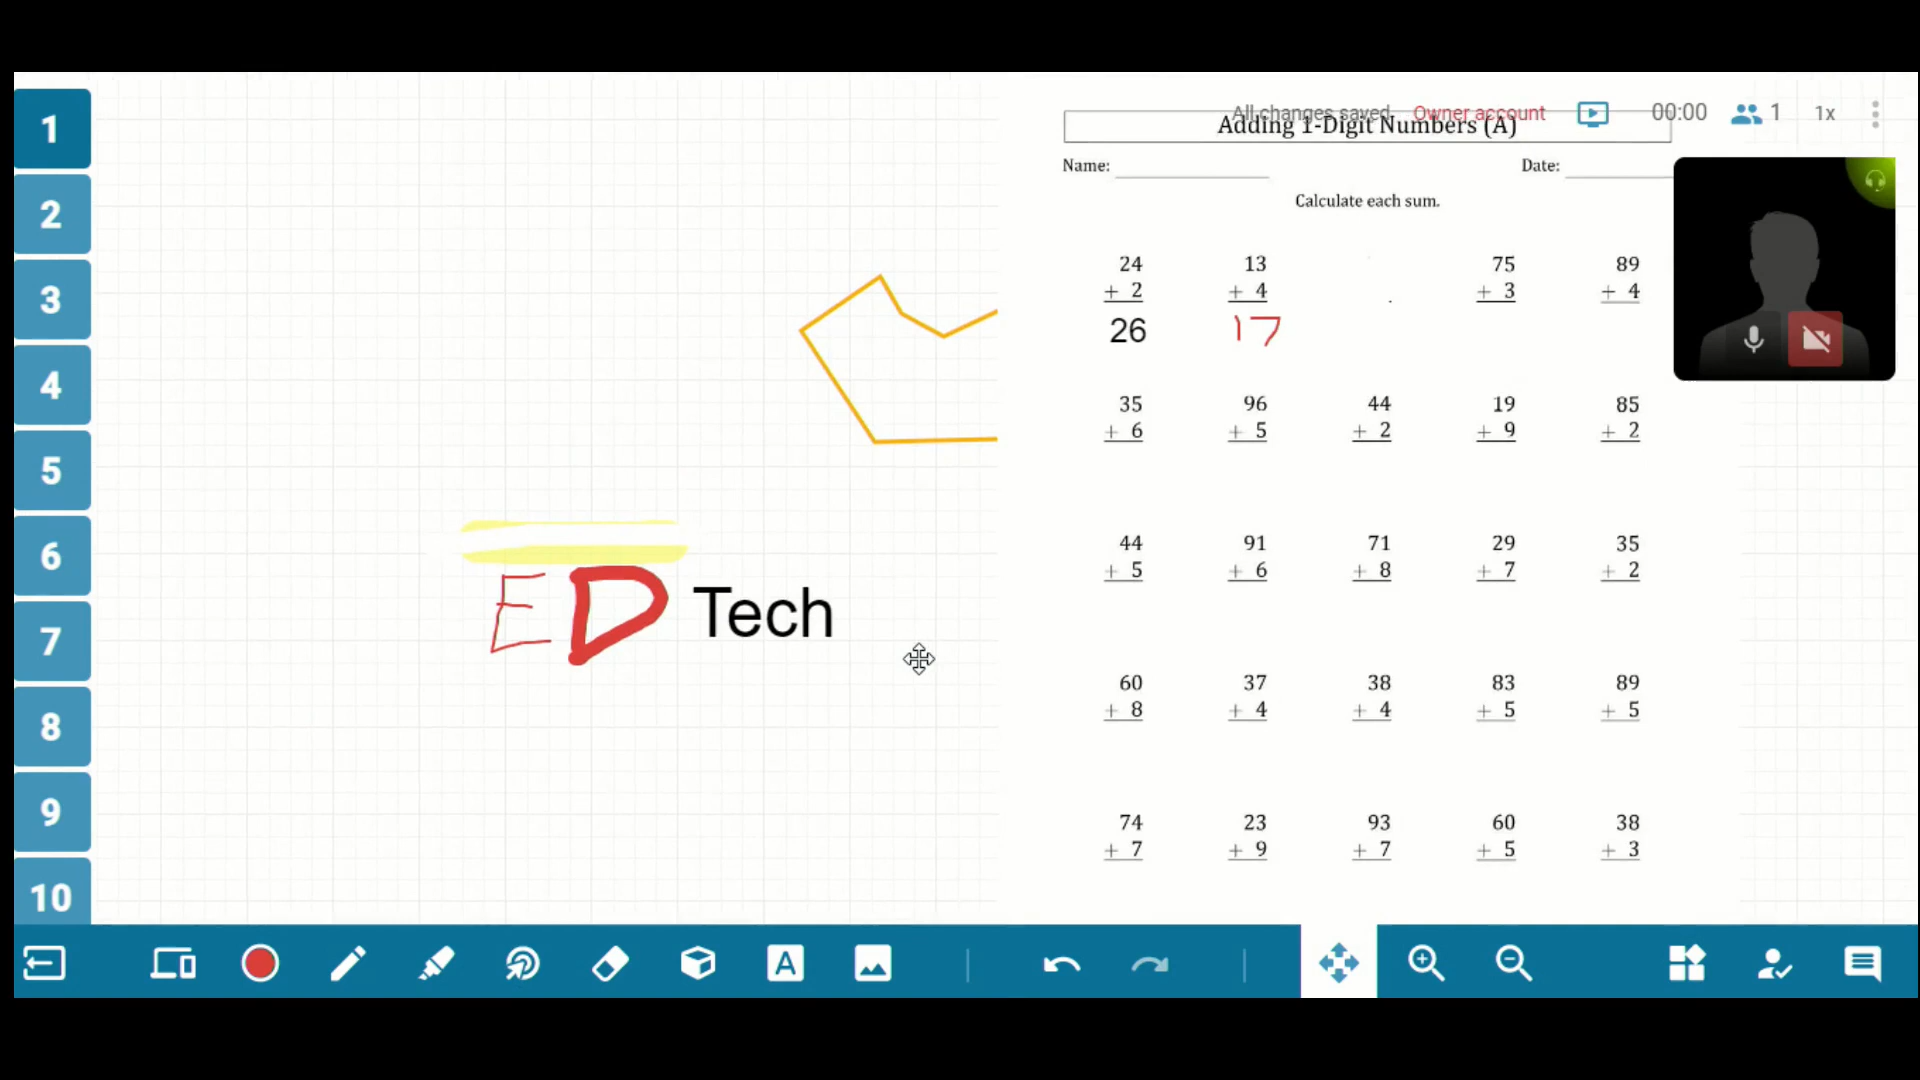 1
2
3
4
5
6
7
8
9
10
All changes saved Owner account 00:00 1 1x
Adding 1-Digit Numbers (A)
Name: Date:
Calculate each sum.
24 13 75 89
+ 2 + 4 + 3 + 4
26 17
35 96 44 19 85
+ 6 + 5 + 2 + 9 + 2
44 91 71 29 35
+ 5 + 6 + 8 + 7 + 2
ED Tech
60 37 38 83 89
+ 8 + 4 + 4 + 5 + 5
74 23 93 60 38
+ 7 + 9 + 7 + 5 + 3
A